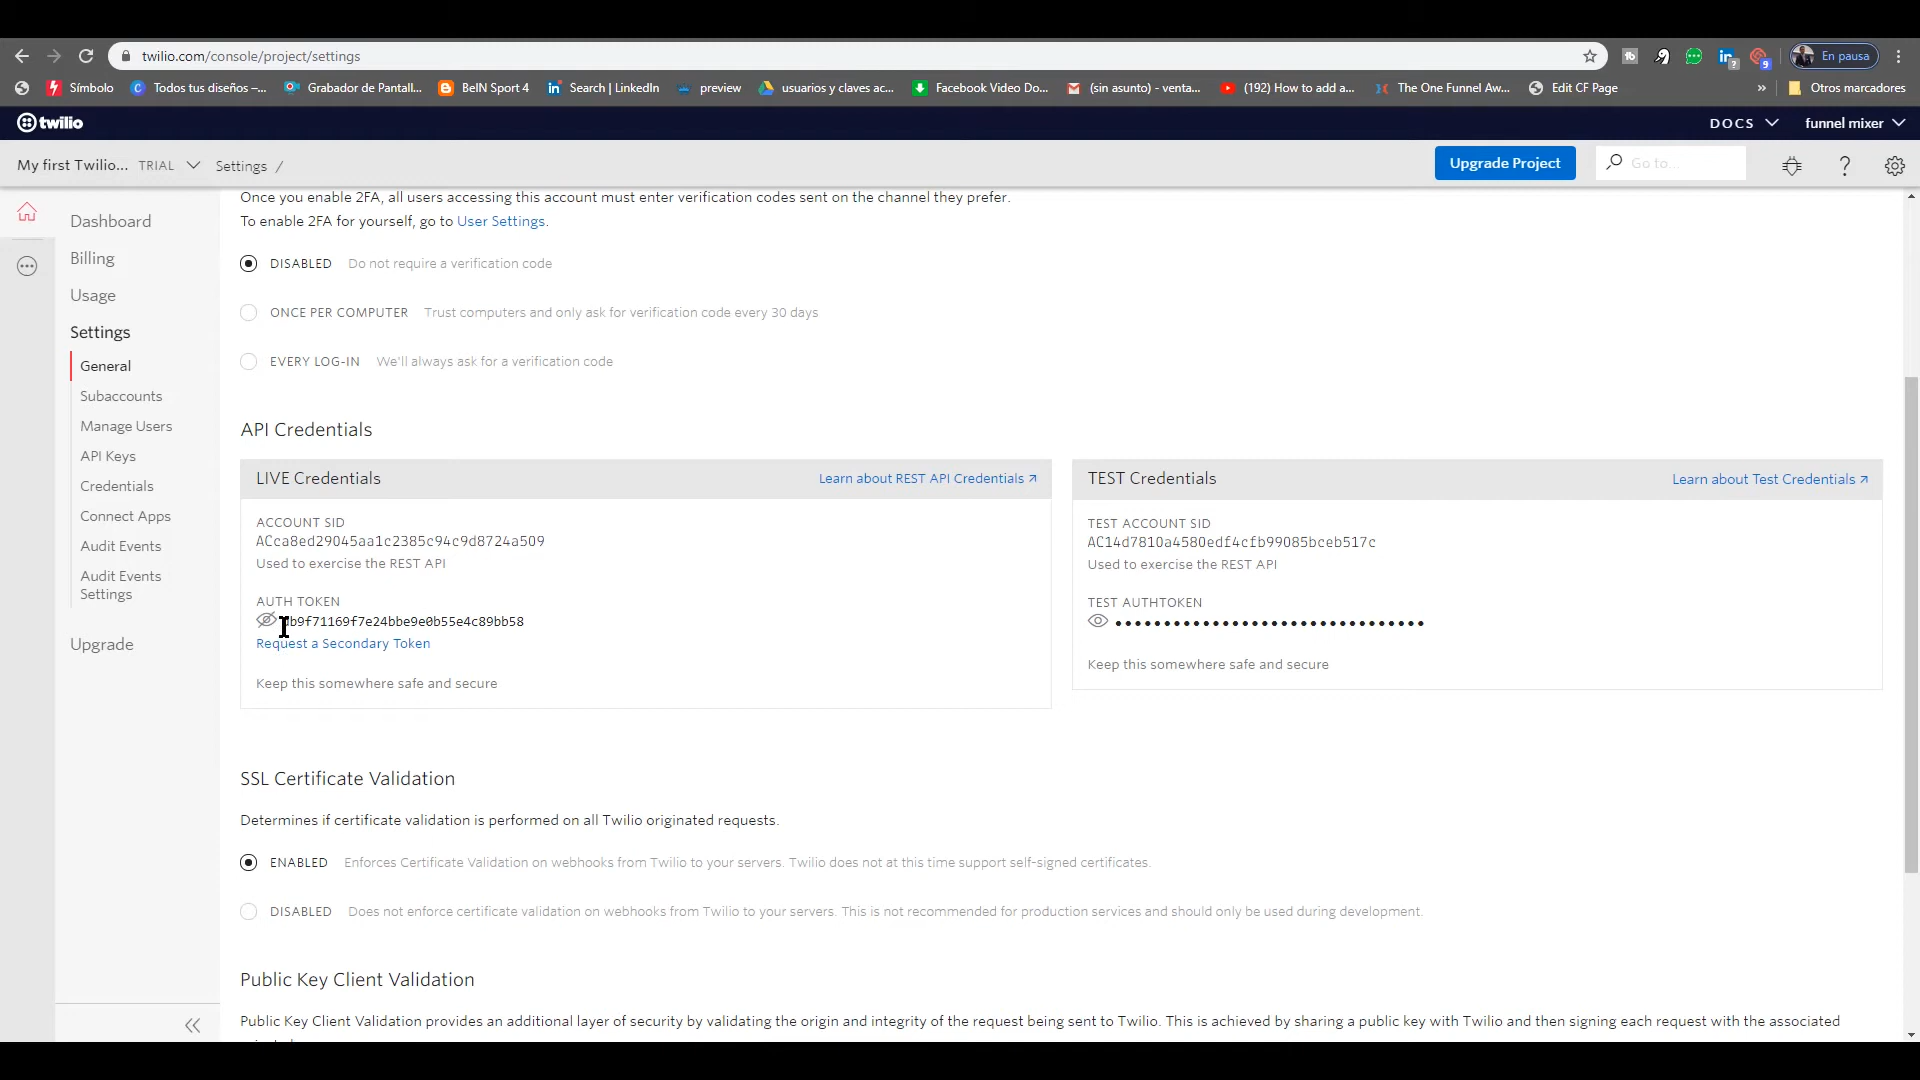 twilio.com/console/project/settings
En pausa
Símbolo
Todos tus diseños –...
Grabador de Pantall...
BeIN Sport 4
Search | LinkedIn
preview
usuarios y claves ac...
Facebook Video Do...
(sin asunto) - venta...
(192) How to add a...
The One Funnel Aw...
Edit CF Page
»
Otros marcadores
twilio
DOCS
funnel mixer
My first Twilio... TRIAL
Settings /
Upgrade Project
Go to...
Dashboard
Billing
Usage
Settings
General
Subaccounts
Manage Users
API Keys
Credentials
Connect Apps
Audit Events
Audit Events
Settings
Upgrade
Once you enable 2FA, all users accessing this account must enter verification codes sent on the channel they prefer.
To enable 2FA for yourself, go to User Settings.
DISABLED Do not require a verification code
ONCE PER COMPUTER Trust computers and only ask for verification code every 30 days
EVERY LOG-IN We'll always ask for a verification code
API Credentials
LIVE Credentials
Learn about REST API Credentials
ACCOUNT SID
ACca8ed29045aa1c2385c94c9d8724a509
Used to exercise the REST API
AUTH TOKEN
Request a Secondary Token
Keep this somewhere safe and secure
TEST Credentials
Learn about Test Credentials
TEST ACCOUNT SID
AC14d7810a4580edf4cfb99085bceb517c
Used to exercise the REST API
TEST AUTHTOKEN
Keep this somewhere safe and secure
SSL Certificate Validation
Determines if certificate validation is performed on all Twilio originated requests.
ENABLED Enforces Certificate Validation on webhooks from Twilio to your servers. Twilio does not at this time support self-signed certificates.
DISABLED Does not enforce certificate validation on webhooks from Twilio to your servers. This is not recommended for production services and should only be used during development.
Public Key Client Validation
Public Key Client Validation provides an additional layer of security by validating the origin and integrity of the request being sent to Twilio. This is achieved by sharing a public key with Twilio and then signing each request with the associated